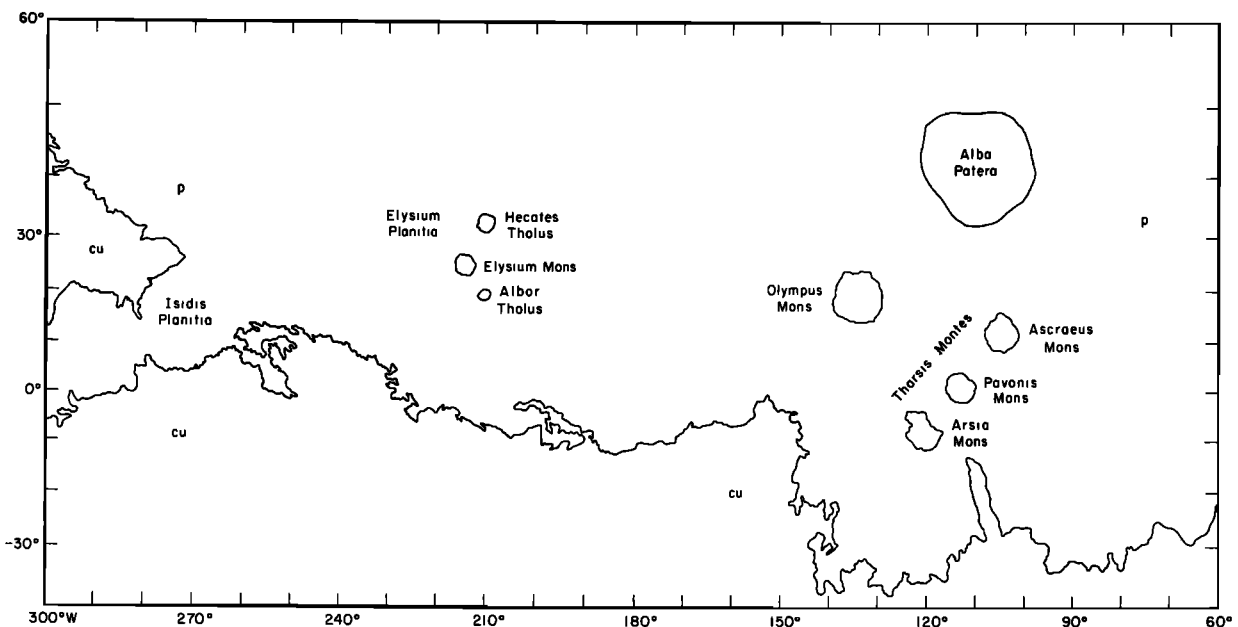 60°
Alba
Patera
p
Elysium
Planitia
Hecates
Tholus
p
30°
cu
Elysium Mons
Albor
Tholus
Olympus
Mons
Isidis
Planitia
Tharsis Montes
Ascraeus
Mons
0°
Pavonis
Mons
cu
Arsia
Mons
cu
-30°
300°W
270°
240°
210°
180°
150°
120°
90°
60°